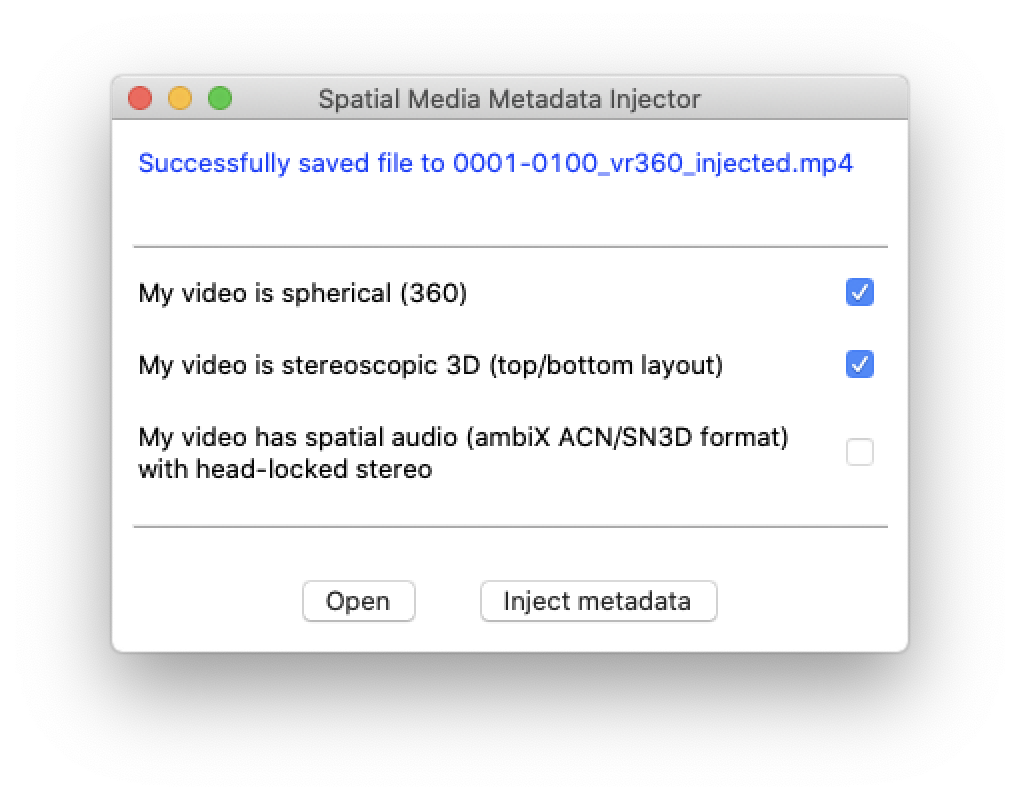 Spatial Media Metadata Injector
Successfully saved file to 0001-0100_vr360_injected.mp4
My video is spherical (360)
My video is stereoscopic 3D (top/bottom layout)
My video has spatial audio (ambiX ACN/SN3D format)
with head-locked stereo
Open
Inject metadata